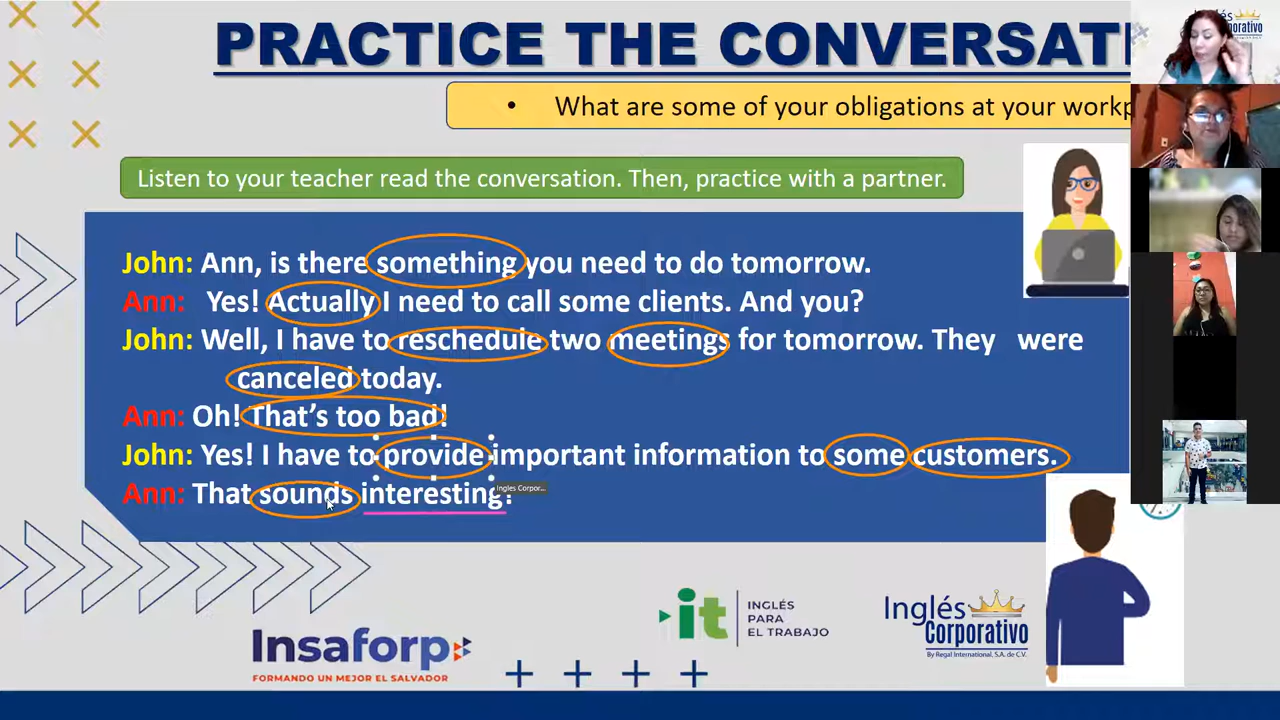 PRACTICE THE CONVERSATI
• What are some of your obligations at your workp
Listen to your teacher read the conversation. Then, practice with a partner.
John: Ann, is there something you need to do tomorrow.
Ann: Yes! Actually I need to call some clients. And you?
John: Well, I have to reschedule two meetings for tomorrow. They were
canceled today.
Ann: Oh! That's too bad!
John: Yes! I have to provide important information to some customers.
Ann: That sounds interesting!
Ingles Corpor...
Insaforp
FORMANDO UN MEJOR EL SALVADOR
it
INGLÉS
PARA
EL TRABAJO
Inglés
Corporativo
By Regal International, S.A. de C.V.